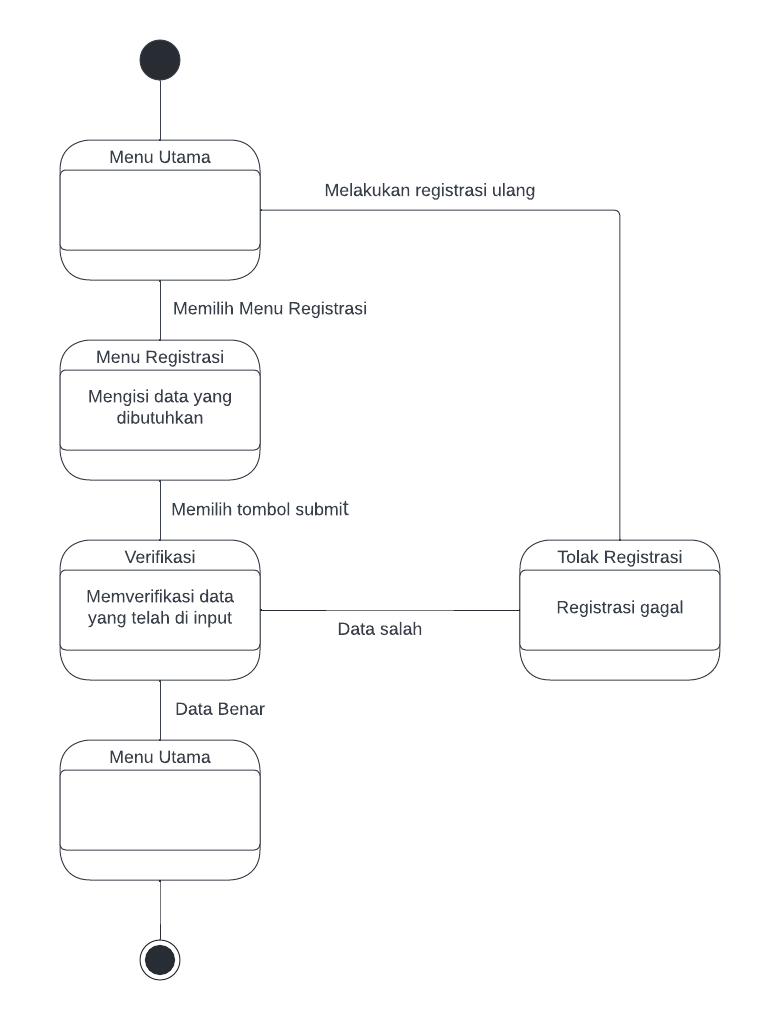 Menu Utama
Melakukan registrasi ulang
Memilih Menu Registrasi
Menu Registrasi
Mengisi data yang
dibutuhkan
Memilih tombol submit
Verifikasi
Memverifikasi data
yang telah di input
Data salah
Tolak Registrasi
Registrasi gagal
Data Benar
Menu Utama